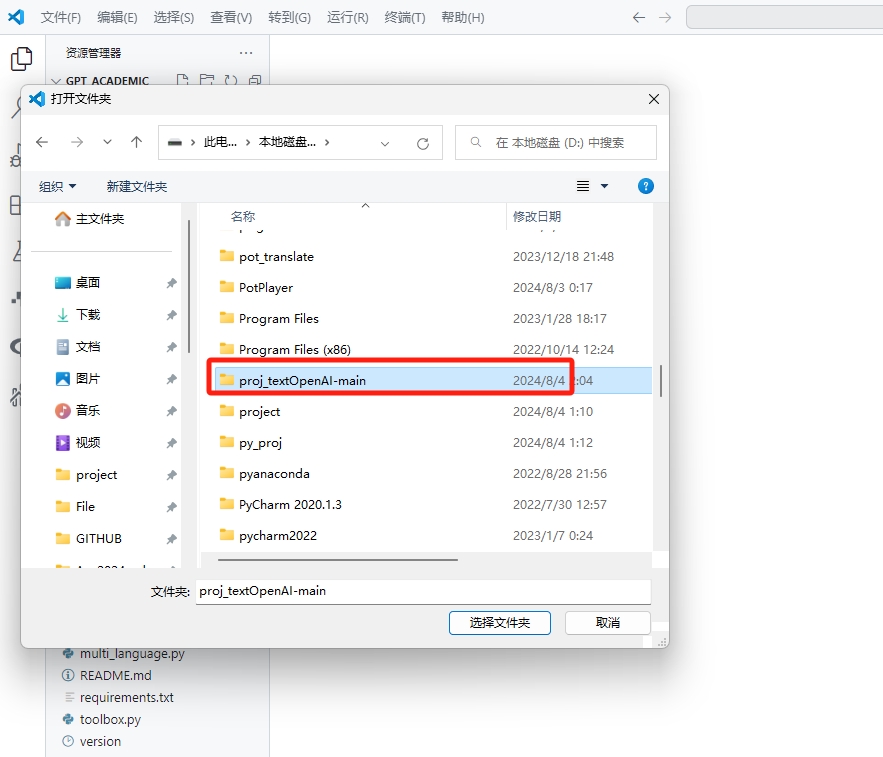 文件(F) 编辑(E) 选择(S) 查看(V) 转到(G) 运行(R) 终端(T) 帮助(H)
资源管理器
GPT_ACADEMIC
打开文件夹
此电... 本地磁盘... 在 本地磁盘 (D:) 中搜索
组织 新建文件夹
主文件夹
桌面
下载
文档
图片
音乐
视频
project
File
GITHUB
名称 修改日期
pot_translate 2023/12/18 21:48
PotPlayer 2024/8/3 0:17
Program Files 2023/1/28 18:17
Program Files (x86) 2022/10/14 12:24
proj_textOpenAI-main 2024/8/4 2:04
project 2024/8/4 1:10
py_proj 2024/8/4 1:12
pyanaconda 2022/8/28 21:56
PyCharm 2020.1.3 2022/7/30 12:57
pycharm2022 2023/1/7 0:24
文件夹: proj_textOpenAI-main
选择文件夹 取消
multi_language.py
README.md
requirements.txt
toolbox.py
version